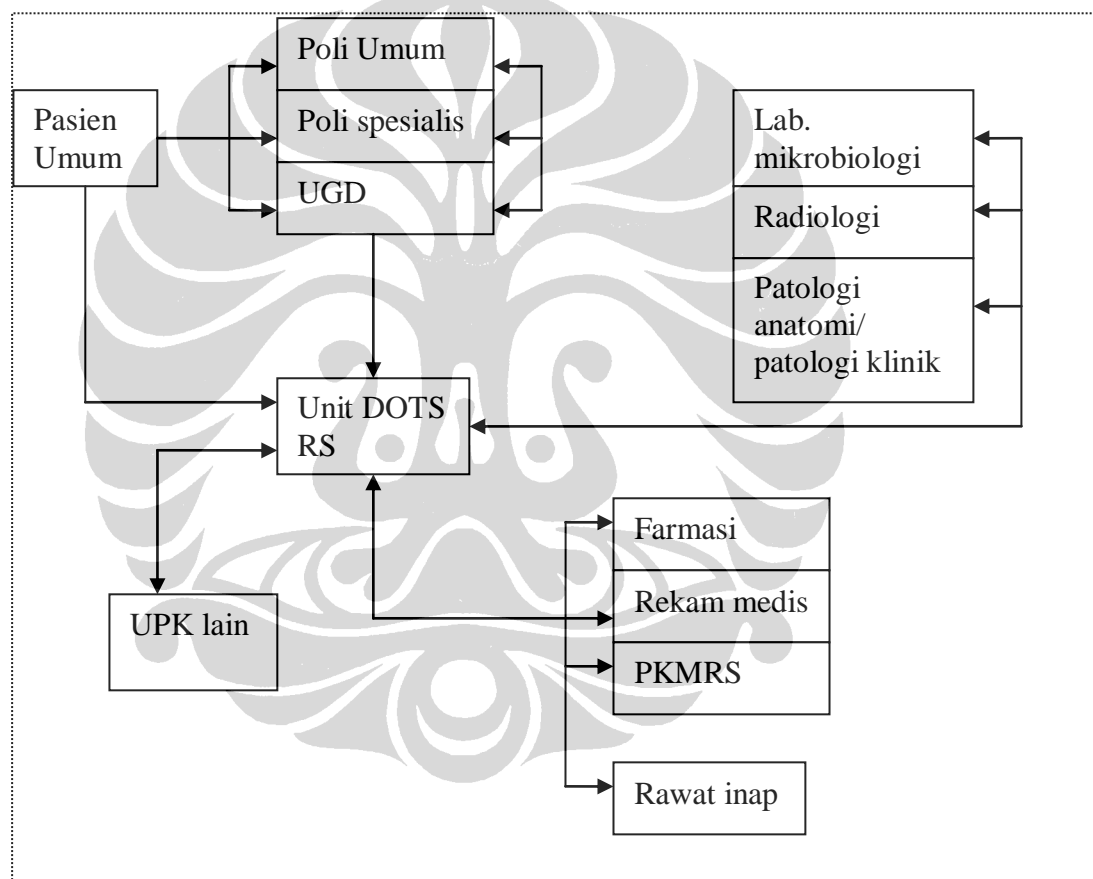 Poli Umum
Pasien
Umum
Poli spesialis
UGD
Lab.
mikrobiologi
Radiologi
Patologi
anatomi/
patologi klinik
Unit DOTS
RS
Farmasi
Rekam medis
UPK lain
PKMRS
Rawat inap